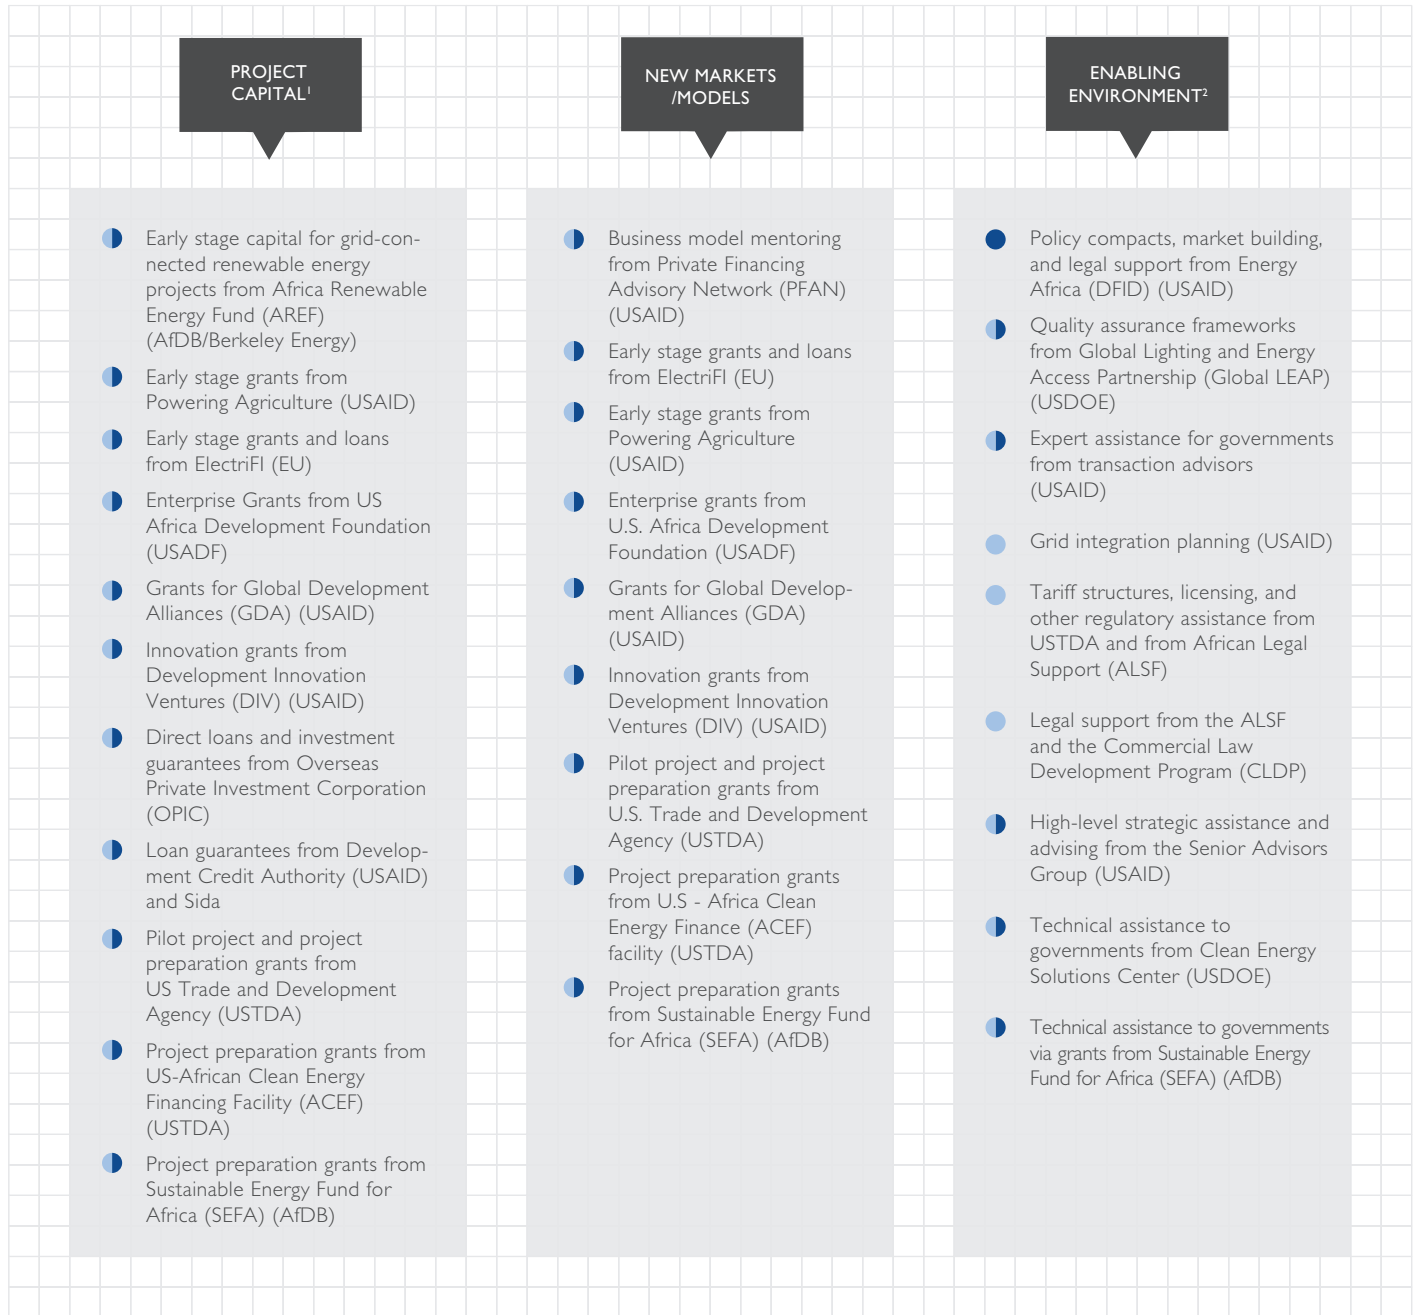 PROJECT
CAPITAL¹
Early stage capital for grid-con-
nected renewable energy
projects from Africa Renewable
Energy Fund (AREF)
(AfDB/Berkeley Energy)
Early stage grants from
Powering Agriculture (USAID)
Early stage grants and loans
from ElectriFI (EU)
Enterprise Grants from US
Africa Development Foundation
(USADF)
Grants for Global Development
Alliances (GDA) (USAID)
Innovation grants from
Development Innovation
Ventures (DIV) (USAID)
Direct loans and investment
guarantees from Overseas
Private Investment Corporation
(OPIC)
Loan guarantees from Develop-
ment Credit Authority (USAID)
and Sida
Pilot project and project
preparation grants from
US Trade and Development
Agency (USTDA)
Project preparation grants from
US-African Clean Energy
Financing Facility (ACEF)
(USTDA)
Project preparation grants from
Sustainable Energy Fund for
Africa (SEFA) (AfDB)
NEW MARKETS
/MODELS
Business model mentoring
from Private Financing
Advisory Network (PFAN)
(USAID)
Early stage grants and loans
from ElectriFI (EU)
Early stage grants from
Powering Agriculture
(USAID)
Enterprise grants from
U.S. Africa Development
Foundation (USADF)
Grants for Global Develop-
ment Alliances (GDA)
(USAID)
Innovation grants from
Development Innovation
Ventures (DIV) (USAID)
Pilot project and project
preparation grants from
U.S. Trade and Development
Agency (USTDA)
Project preparation grants
from U.S - Africa Clean
Energy Finance (ACEF)
facility (USTDA)
Project preparation grants
from Sustainable Energy Fund
for Africa (SEFA) (AfDB)
ENABLING
ENVIRONMENT²
Policy compacts, market building,
and legal support from Energy
Africa (DFID) (USAID)
Quality assurance frameworks
from Global Lighting and Energy
Access Partnership (Global LEAP)
(USDOE)
Expert assistance for governments
from transaction advisors
(USAID)
Grid integration planning (USAID)
Tariff structures, licensing, and
other regulatory assistance from
USTDA and from African Legal
Support (ALSF)
Legal support from the ALSF
and the Commercial Law
Development Program (CLDP)
High-level strategic assistance and
advising from the Senior Advisors
Group (USAID)
Technical assistance to
governments from Clean Energy
Solutions Center (USDOE)
Technical assistance to governments
via grants from Sustainable Energy
Fund for Africa (SEFA) (AfDB)